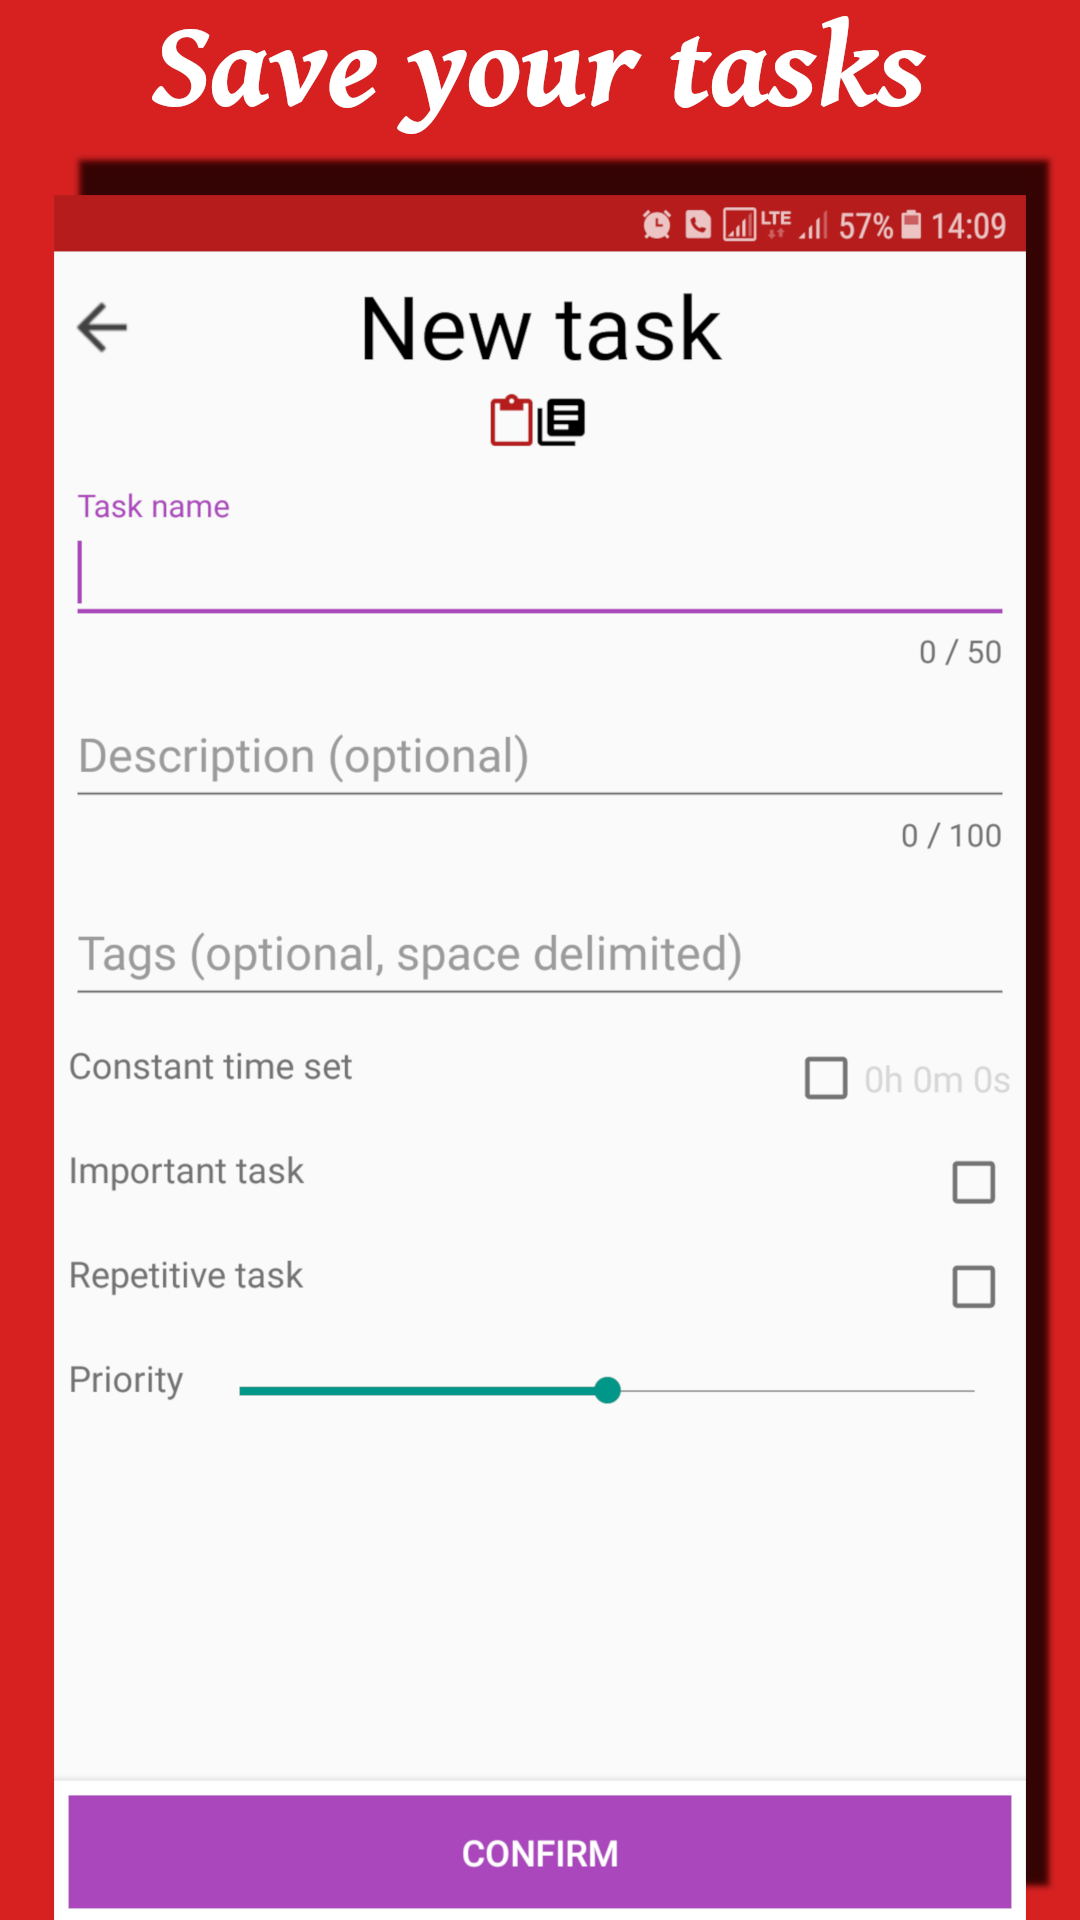 Save your tasks
LTE 57% 14:09
New task
Task name
0 / 50
Description (optional)
0 / 100
Tags (optional, space delimited)
Constant time set 0h 0m 0s
Important task
Repetitive task
Priority
CONFIRM